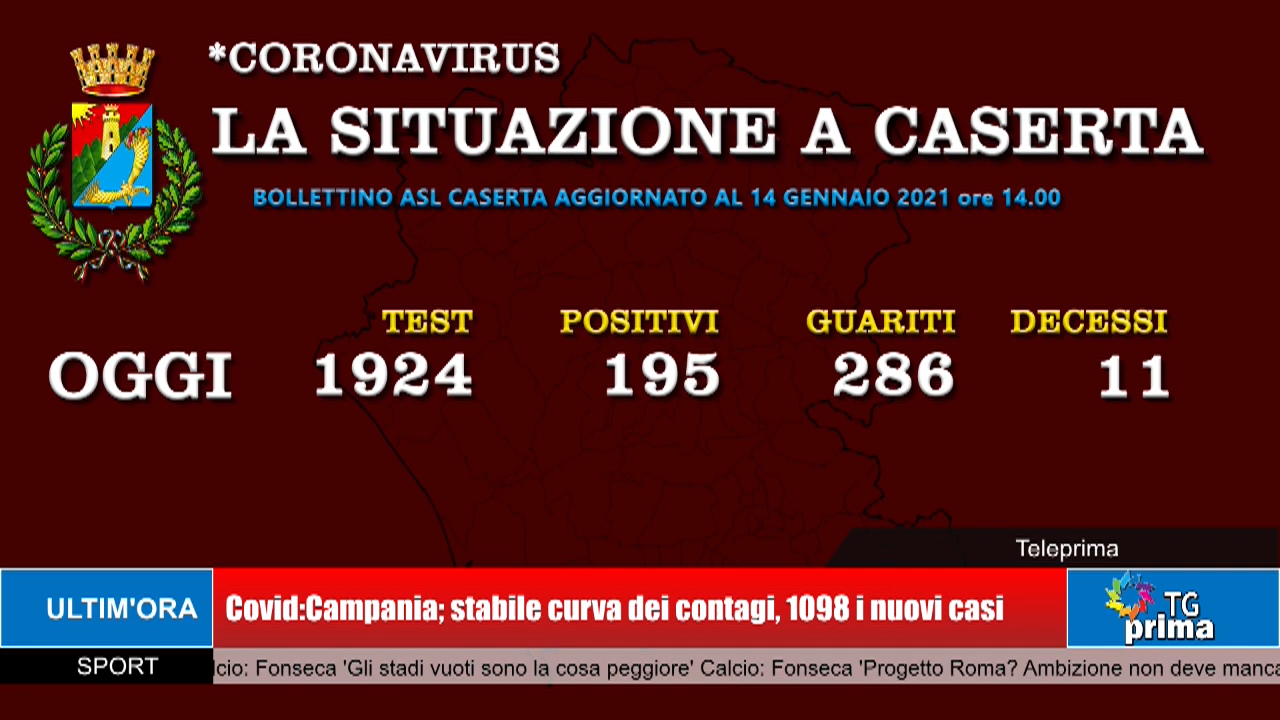 *CORONAVIRUS
LA SITUAZIONE A CASERTA
BOLLETTINO ASL CASERTA AGGIORNATO AL 14 GENNAIO 2021 ore 14.00
TEST POSITIVI GUARITI DECESSI
OGGI 1924 195 286 11
Teleprima
ULTIM'ORA Covid:Campania; stabile curva dei contagi, 1098 i nuovi casi TG prima
SPORT lcio: Fonseca 'Gli stadi vuoti sono la cosa peggiore' Calcio: Fonseca 'Progetto Roma? Ambizione non deve manca